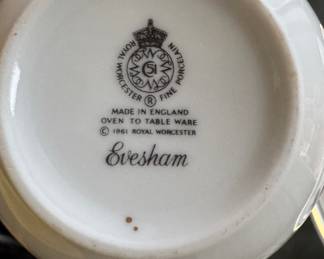 ROYAL WORCESTER
FINE PORCELAIN
®
MADE IN ENGLAND
OVEN TO TABLE WARE
© 1961 ROYAL WORCESTER
Evesham